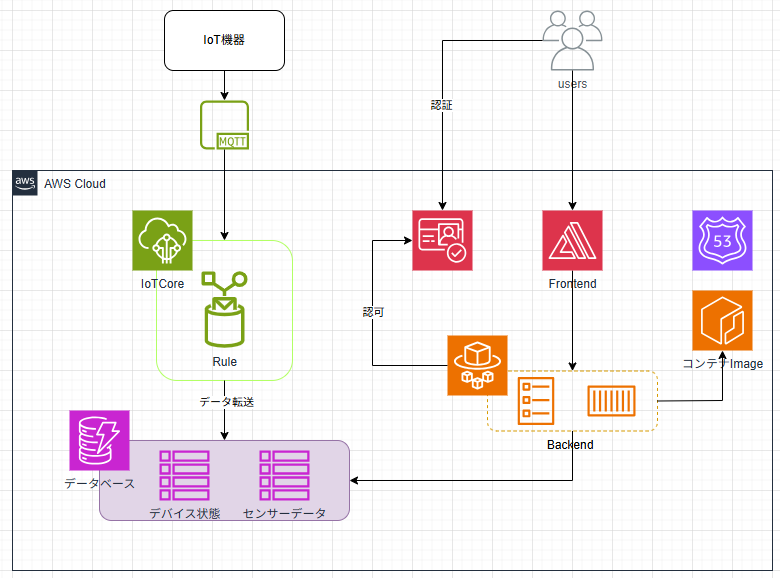 IoT機器
users
認証
MQTT
aws
AWS Cloud
53
IoTCore
Frontend
認可
Rule
コンテナImage
データ転送
Backend
データベース
デバイス状態
センサーデータ